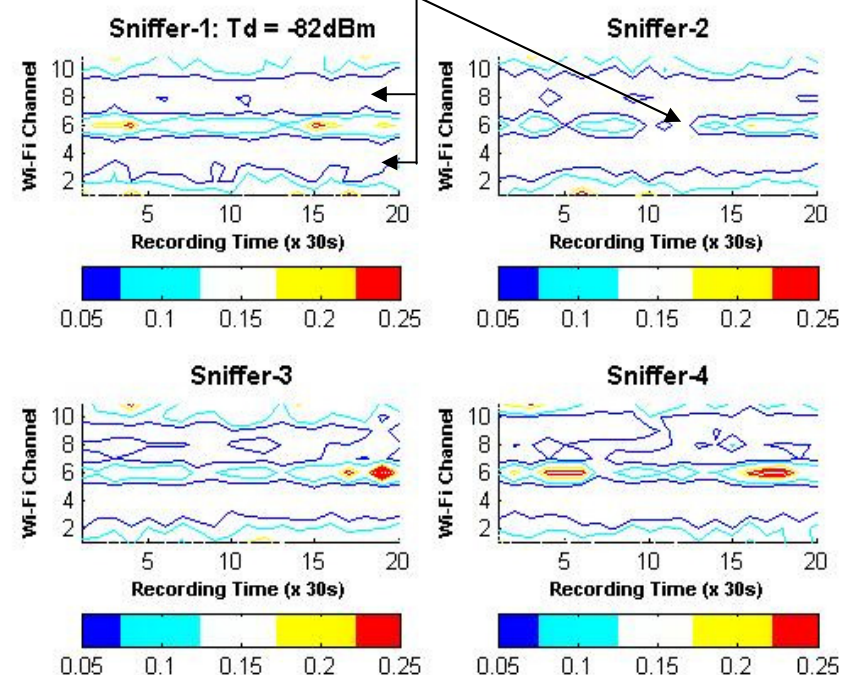 Sniffer-1: Td = -82dBm
Wi-Fi Channel
10
8
6
4
2
5 10 15 20
Recording Time (x 30s)
0.05 0.1 0.15 0.2 0.25
Sniffer-2
Wi-Fi Channel
10
8
6
4
2
5 10 15 20
Recording Time (x 30s)
0.05 0.1 0.15 0.2 0.25
Sniffer-3
Wi-Fi Channel
10
8
6
4
2
5 10 15 20
Recording Time (x 30s)
0.05 0.1 0.15 0.2 0.25
Sniffer-4
Wi-Fi Channel
10
8
6
4
2
5 10 15 20
Recording Time (x 30s)
0.05 0.1 0.15 0.2 0.25